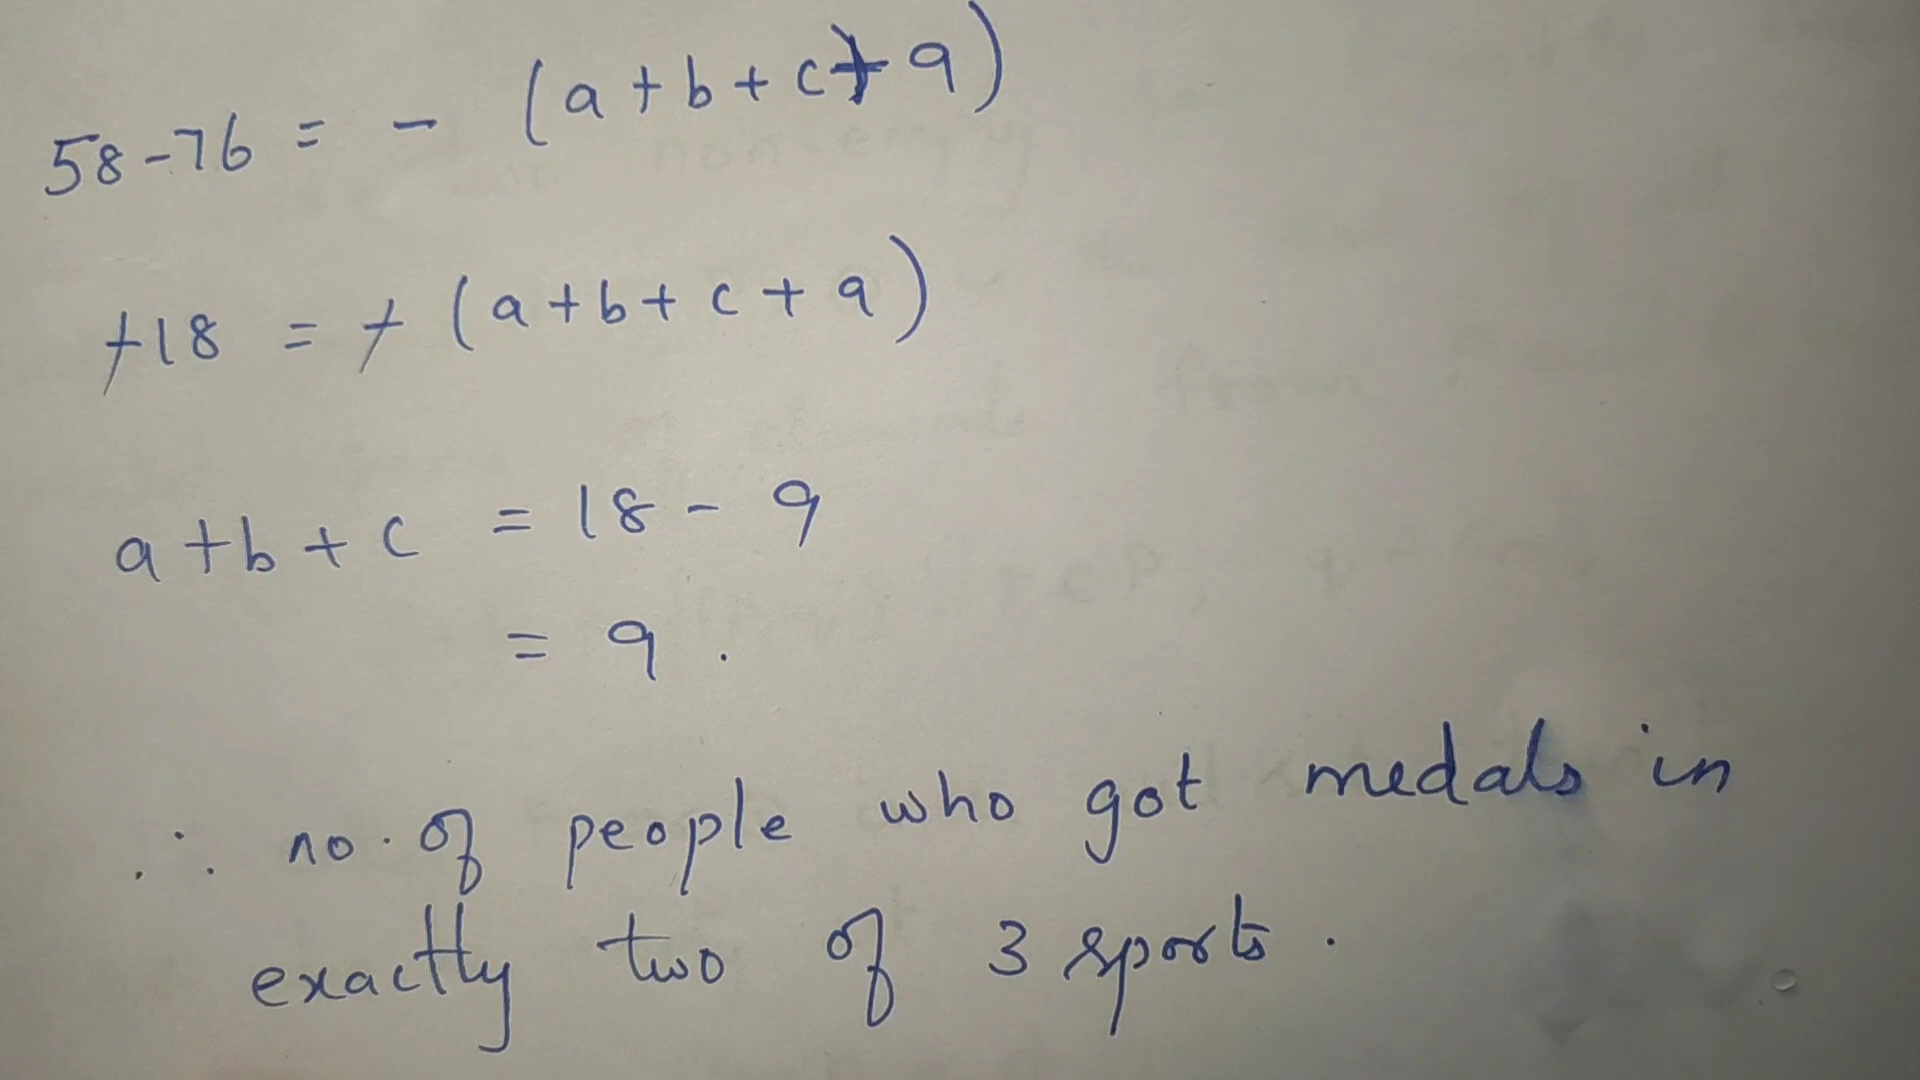 58-76 = - (a+b+c+9)
-18 = - (a+b+c+9)
a+b+c = 18 - 9
= 9.
∴ no. of people who got medals in
exactly two of 3 sports.